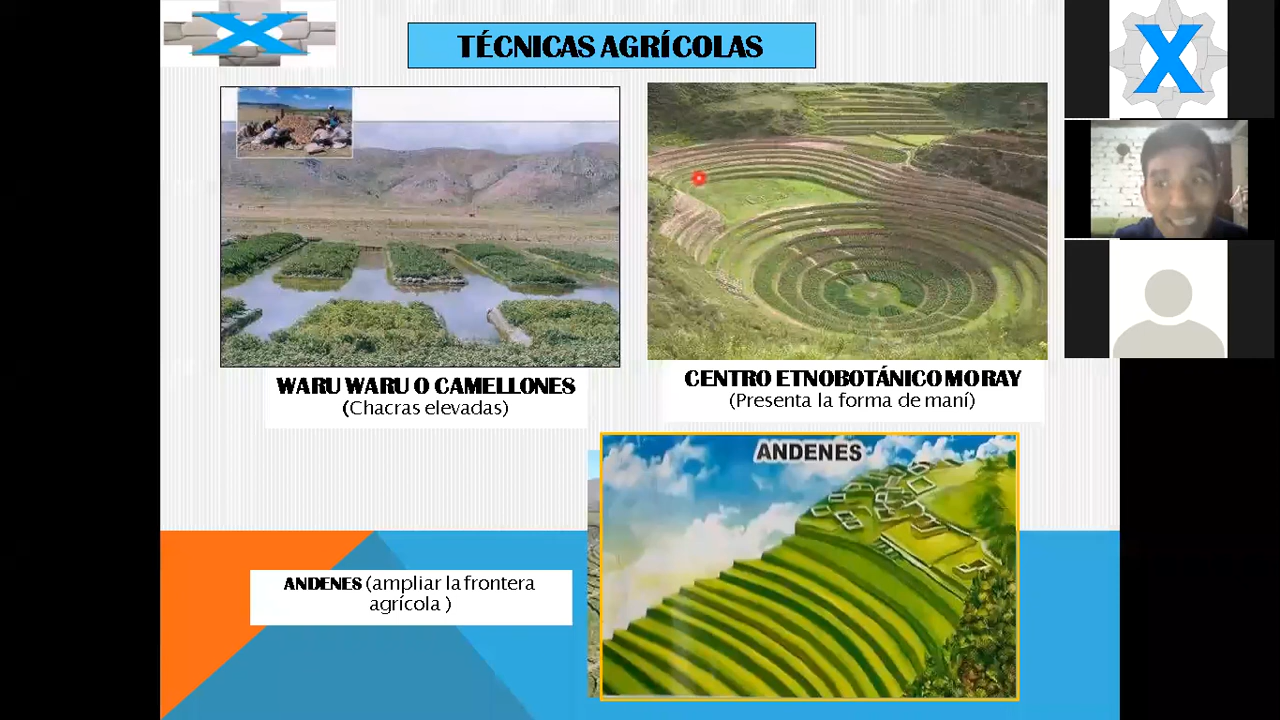 TÉCNICAS AGRÍCOLAS
X
X
WARU WARU O CAMELLONES
(Chacras elevadas)
CENTRO ETNOBOTÁNICO MORAY
(Presenta la forma de maní)
ANDENES
ANDENES (ampliar la frontera
agrícola )